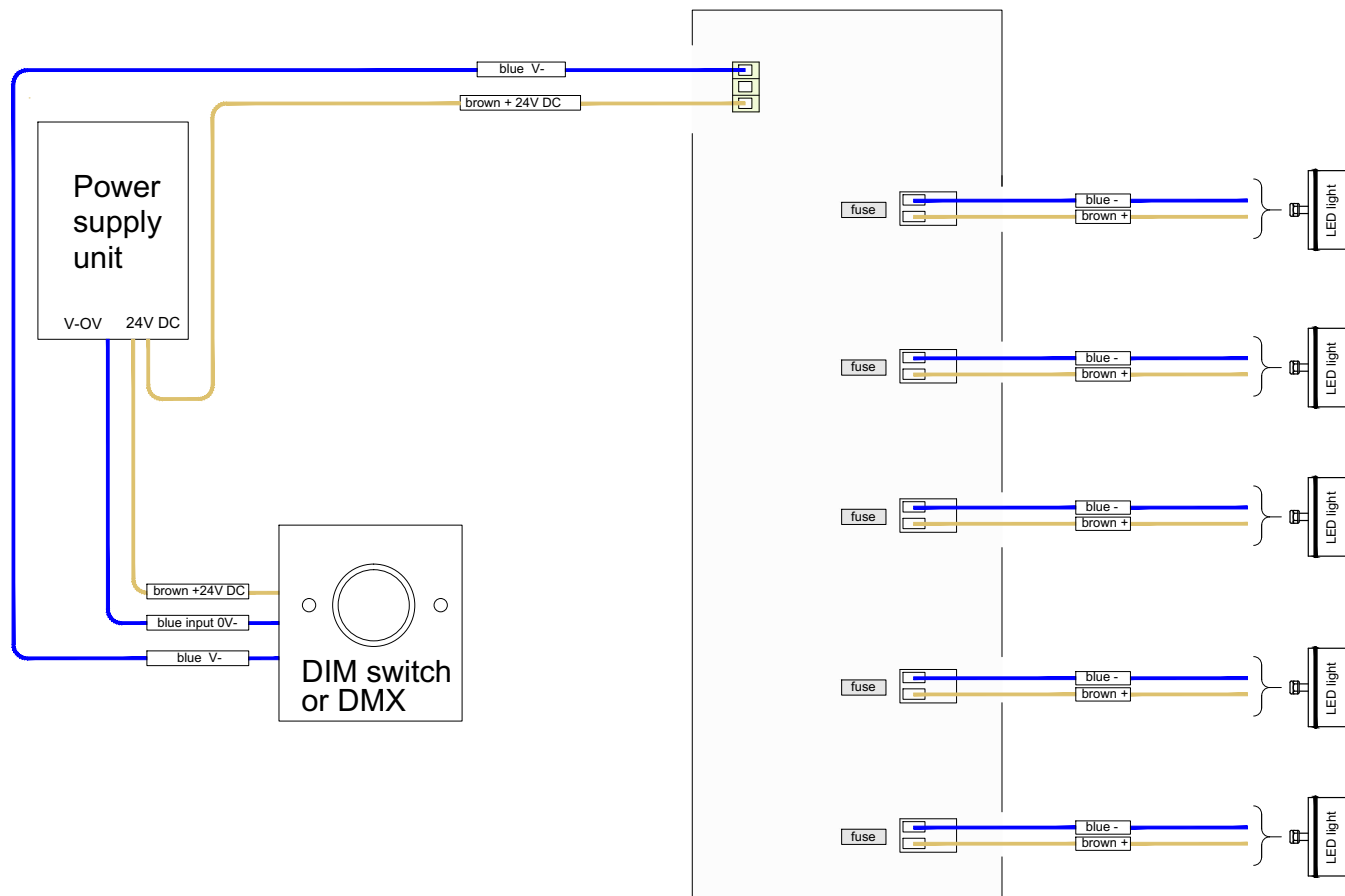 blue  V-
brown + 24V DC
Power
supply
unit
V-OV
24V DC
fuse
blue -
brown +
LED light
fuse
blue -
brown +
LED light
fuse
blue -
brown +
LED light
brown +24V DC
blue input 0V-
blue  V-
DIM switch
or DMX
fuse
blue -
brown +
LED light
fuse
blue -
brown +
LED light